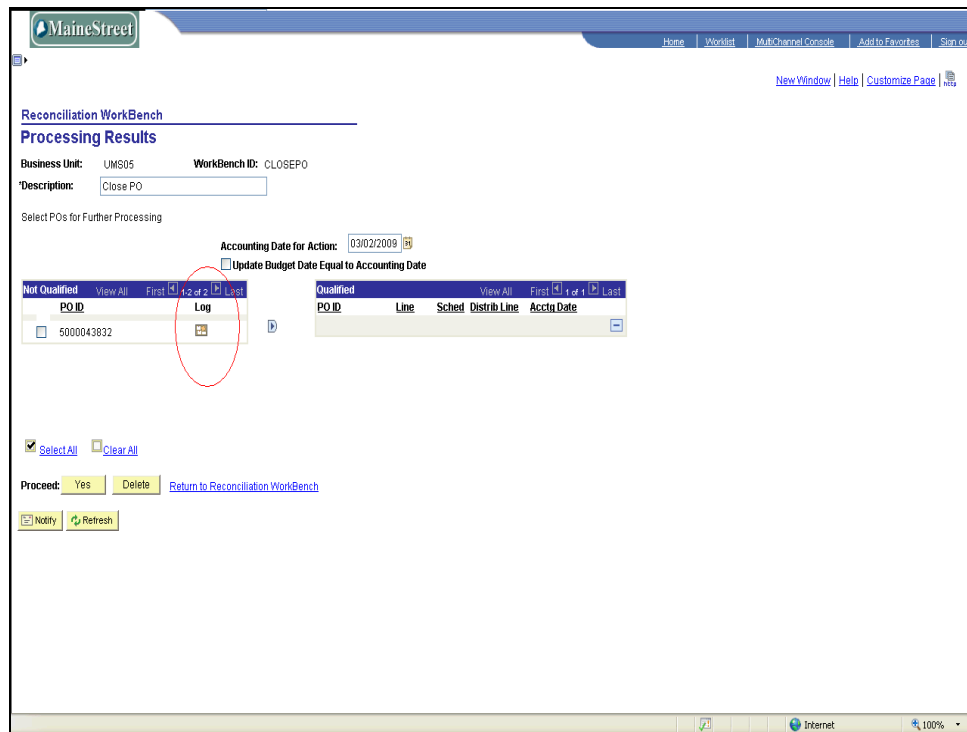 MaineStreet
Home | Worklist | MultiChannel Console | Add to Favorites | Sign ou
New Window | Help | Customize Page | http
Reconciliation WorkBench
Processing Results
Business Unit: UMS05 WorkBench ID: CLOSEPO
*Description: Close PO
Select POs for Further Processing
Accounting Date for Action: 03/02/2009 31
Update Budget Date Equal to Accounting Date
Not Qualified View All First 1-2 of 2 Last
PO ID Log
5000043832
Qualified View All First 1 of 1 Last
PO ID Line Sched Distrib Line Acctg Date
Select All Clear All
Proceed: Yes Delete Return to Reconciliation WorkBench
Notify Refresh
Internet 100%